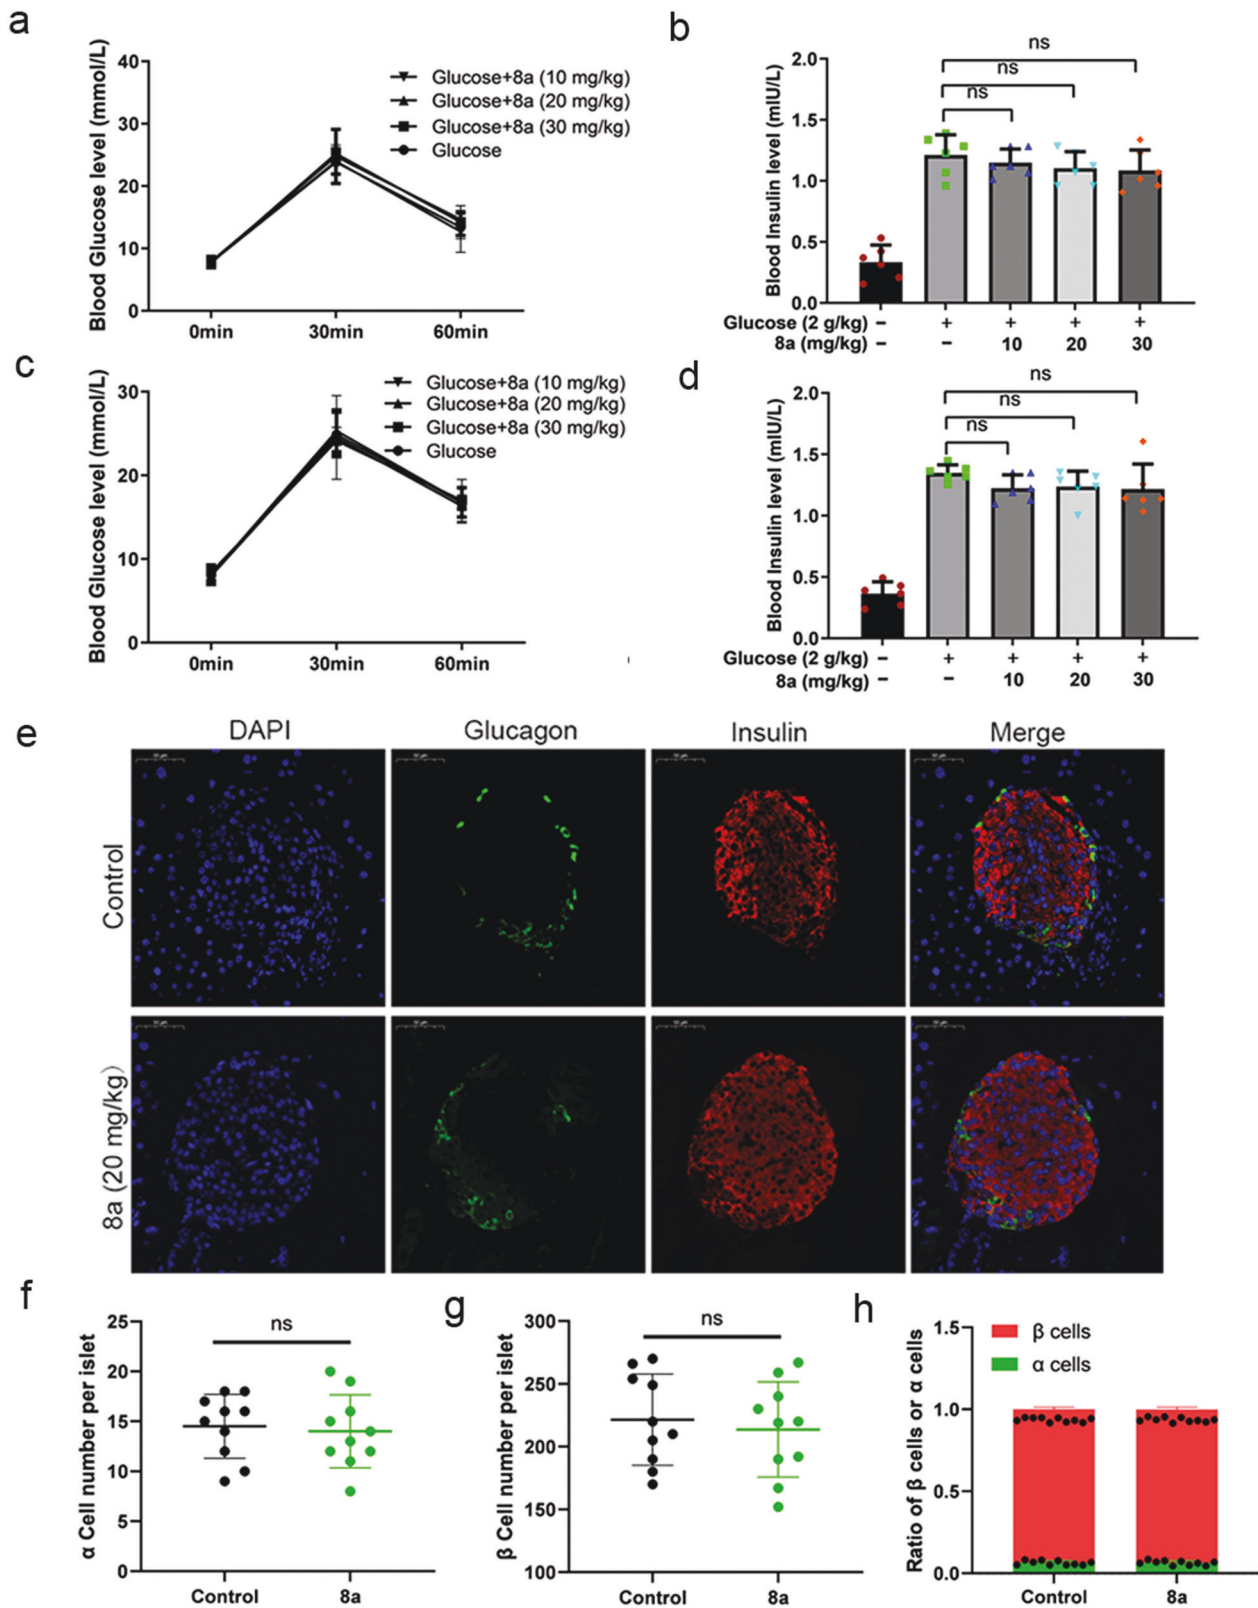 a
Blood Glucose level (mmol/L)
40
30
20
10
0
0min 30min 60min
Glucose+8a (10 mg/kg)
Glucose+8a (20 mg/kg)
Glucose+8a (30 mg/kg)
Glucose
b
Blood Insulin level (mIU/L)
2.0
1.5
1.0
0.5
0.0
ns
ns
ns
Glucose (2 g/kg) − + + + +
8a (mg/kg) − − 10 20 30
c
Blood Glucose level (mmol/L)
30
20
10
0
0min 30min 60min
Glucose+8a (10 mg/kg)
Glucose+8a (20 mg/kg)
Glucose+8a (30 mg/kg)
Glucose
d
Blood Insulin level (mIU/L)
2.0
1.5
1.0
0.5
0.0
ns
ns
ns
Glucose (2 g/kg) − + + + +
8a (mg/kg) − − 10 20 30
e
DAPI Glucagon Insulin Merge
Control
8a (20 mg/kg)
f
α Cell number per islet
25
20
15
10
5
0
ns
Control 8a
g
β Cell number per islet
300
250
200
150
100
ns
Control 8a
h
Ratio of β cells or α cells
1.5
1.0
0.5
0.0
β cells
α cells
Control 8a